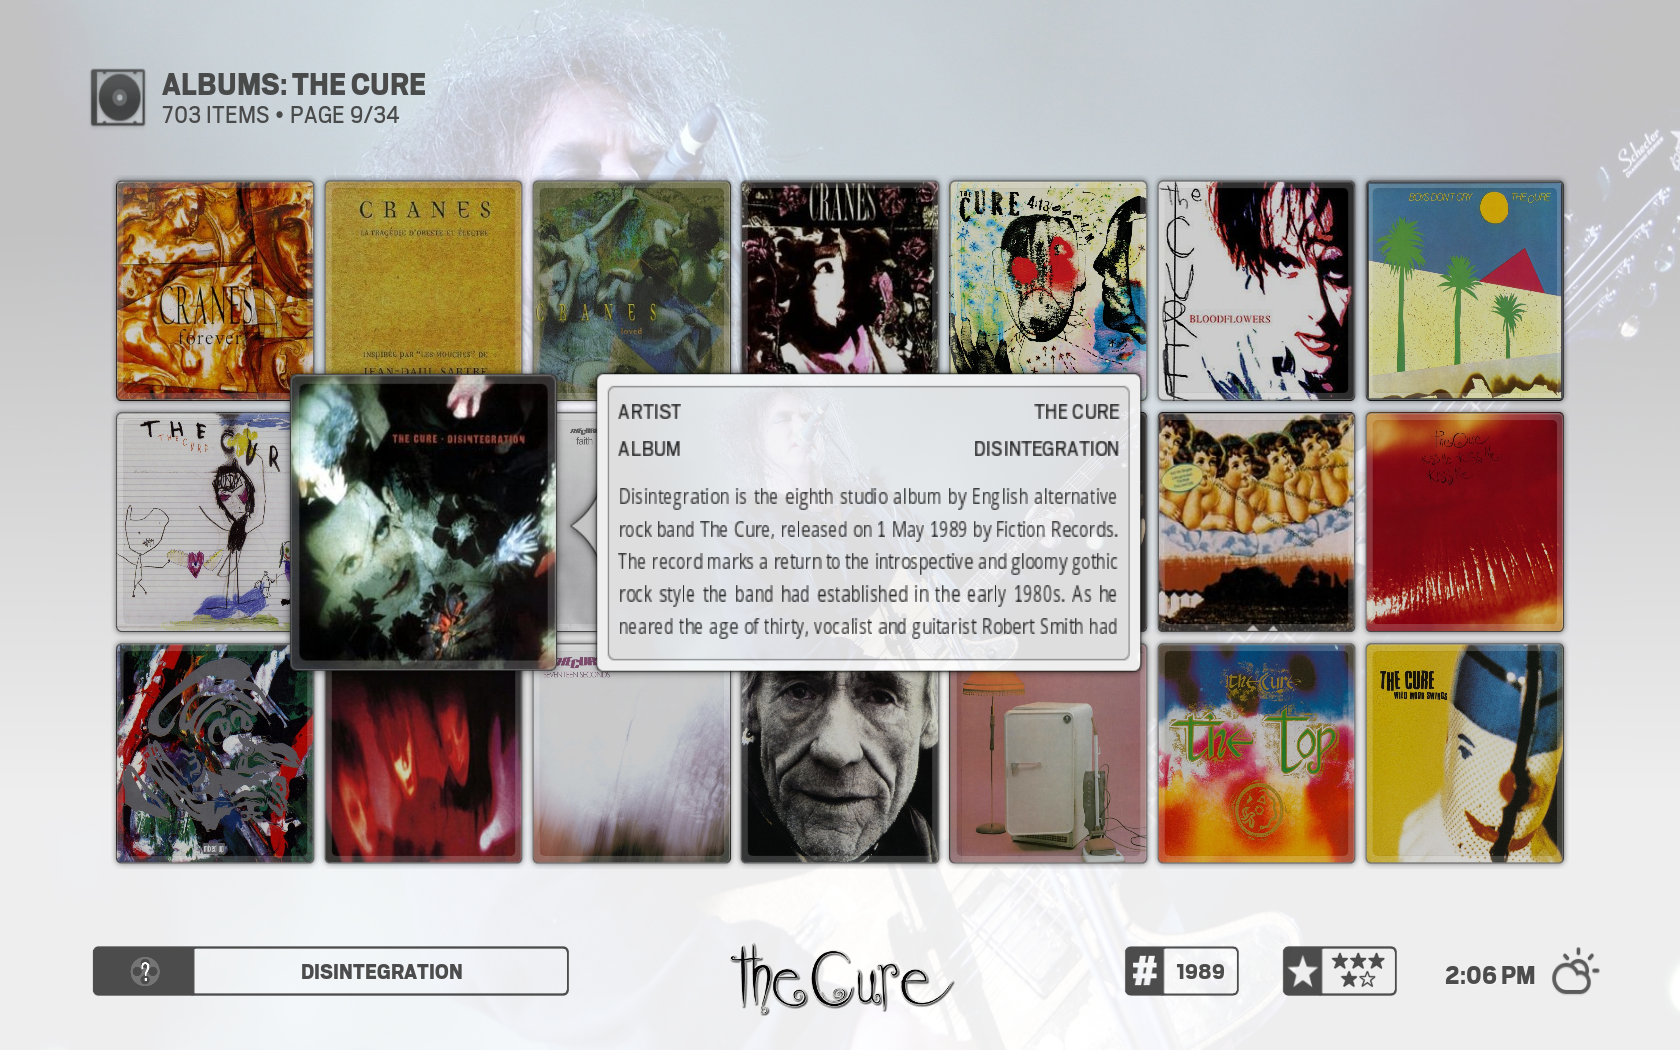 ALBUMS: THE CURE
703 ITEMS • PAGE 9/34
Schecter
CRANES
forever
CRANES
LA TRAGÉDIE D'ORESTE ET ÉLECTRE
INSPIRÉE PAR "LES MOUCHES" DE
JEAN-PAUL SARTRE
CRANES
loved
CRANES
THE CURE 4:13
the CURE
BLOODFLOWERS
BOYS DON'T CRY
THE CURE
THE CUR
THE CURE · DISINTEGRATION
faith
ARTIST THE CURE
ALBUM DISINTEGRATION
Disintegration is the eighth studio album by English alternative
rock band The Cure, released on 1 May 1989 by Fiction Records.
The record marks a return to the introspective and gloomy gothic
rock style the band had established in the early 1980s. As he
neared the age of thirty, vocalist and guitarist Robert Smith had
SEVENTEEN SECONDS
the Cure
the Top
THE CURE
WILD MOOD SWINGS
?
DISINTEGRATION
the Cure
# 1989
2:06 PM